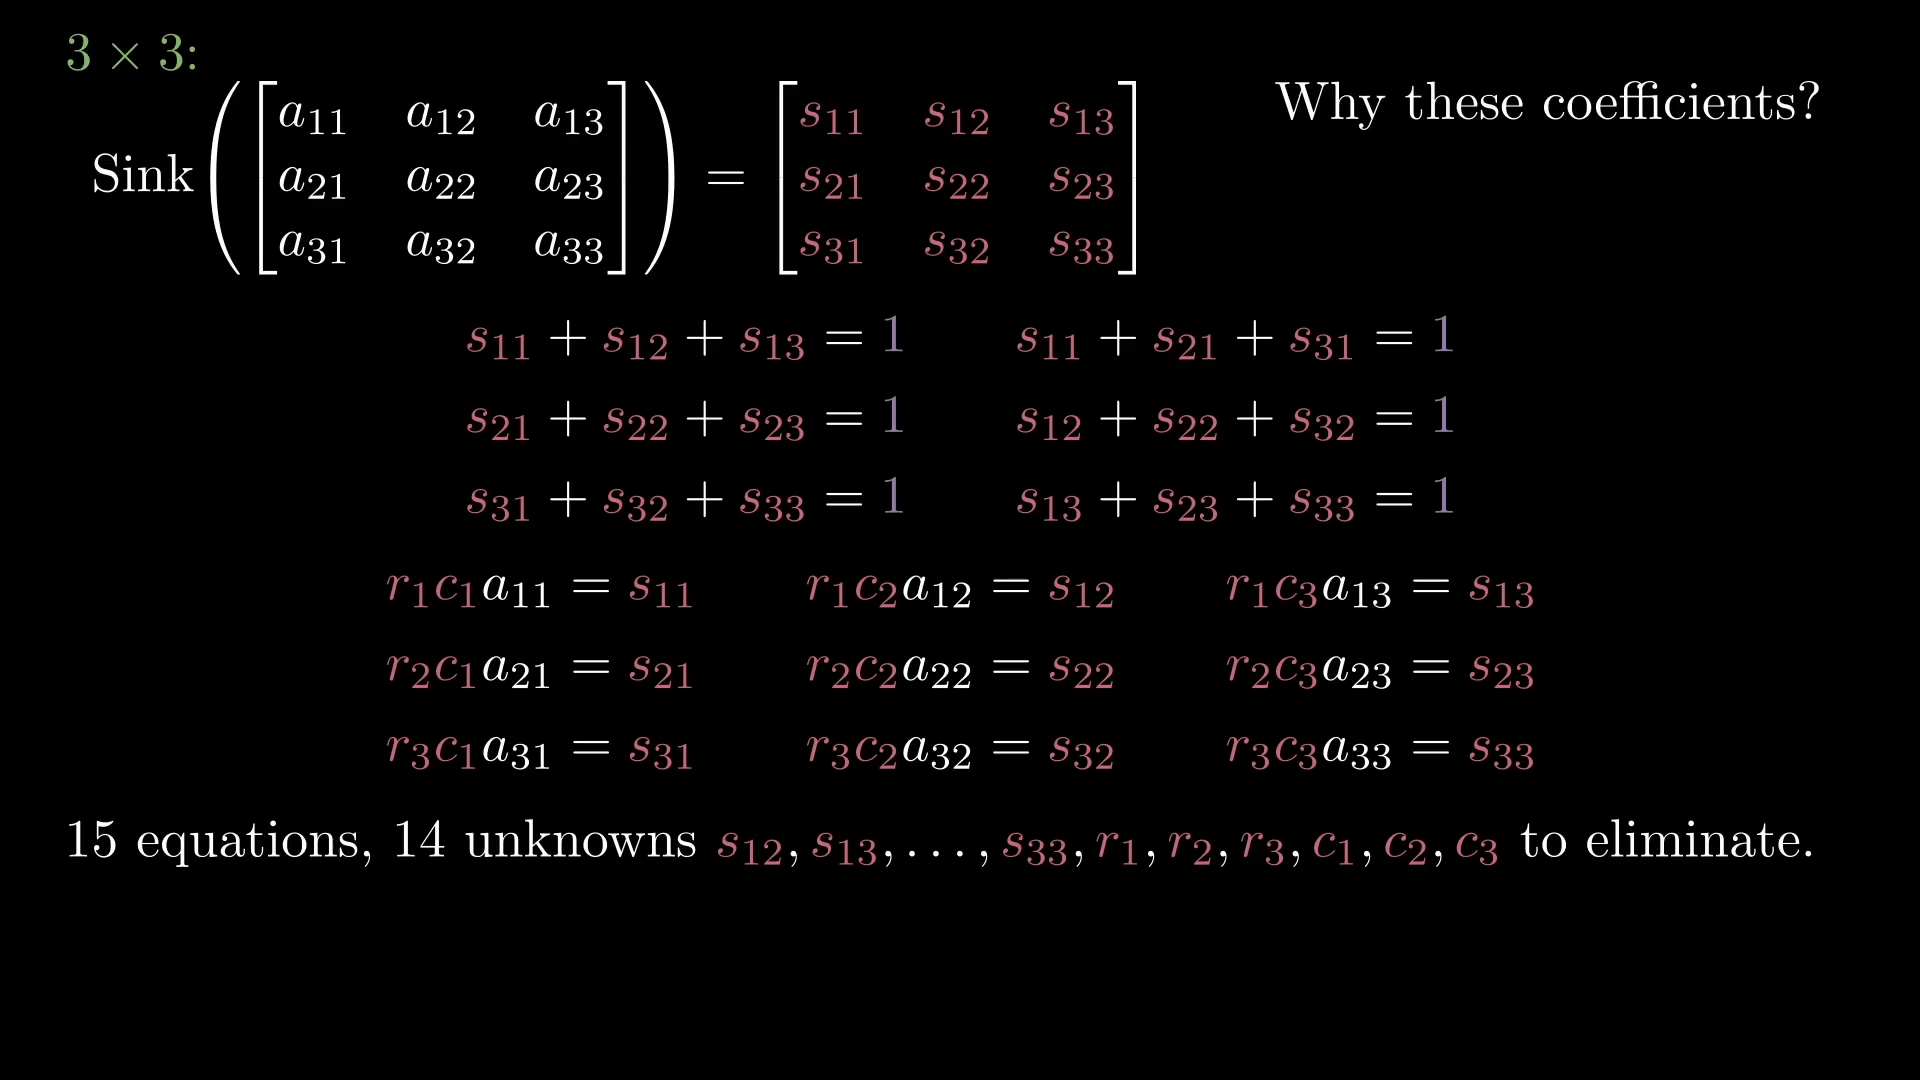 3 × 3:
Why these coefficients?
Sink([a₁₁ a₁₂ a₁₃
a₂₁ a₂₂ a₂₃
a₃₁ a₃₂ a₃₃]) = [s₁₁ s₁₂ s₁₃
s₂₁ s₂₂ s₂₃
s₃₁ s₃₂ s₃₃]
s₁₁ + s₁₂ + s₁₃ = 1 s₁₁ + s₂₁ + s₃₁ = 1
s₂₁ + s₂₂ + s₂₃ = 1 s₁₂ + s₂₂ + s₃₂ = 1
s₃₁ + s₃₂ + s₃₃ = 1 s₁₃ + s₂₃ + s₃₃ = 1
r₁c₁a₁₁ = s₁₁ r₁c₂a₁₂ = s₁₂ r₁c₃a₁₃ = s₁₃
r₂c₁a₂₁ = s₂₁ r₂c₂a₂₂ = s₂₂ r₂c₃a₂₃ = s₂₃
r₃c₁a₃₁ = s₃₁ r₃c₂a₃₂ = s₃₂ r₃c₃a₃₃ = s₃₃
15 equations, 14 unknowns s₁₂, s₁₃, …, s₃₃, r₁, r₂, r₃, c₁, c₂, c₃ to eliminate.